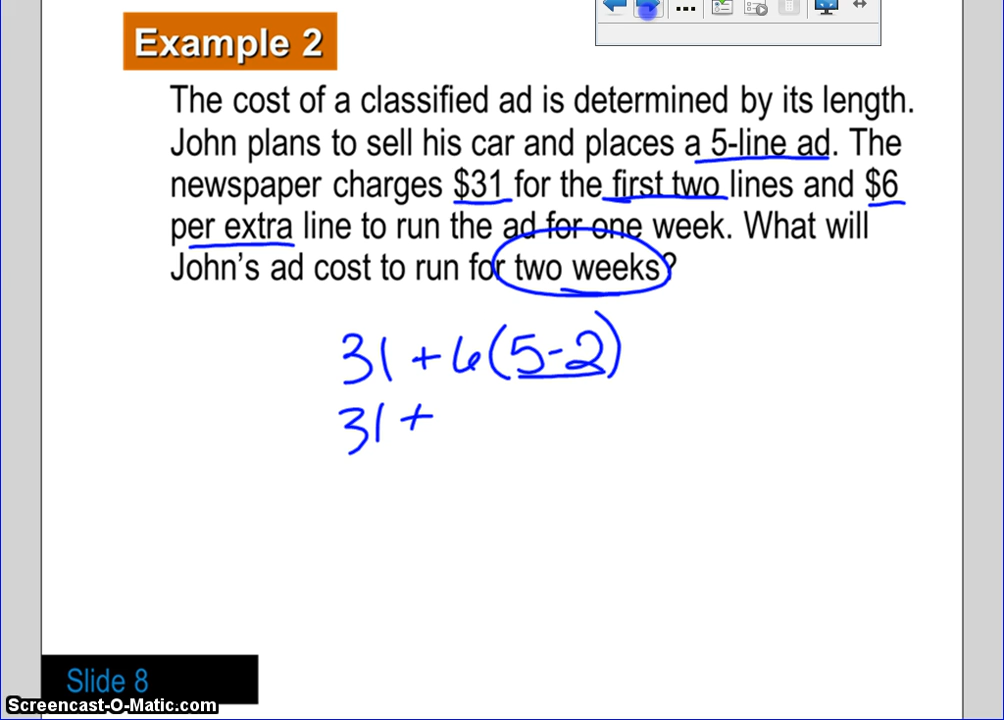 Example 2
The cost of a classified ad is determined by its length.
John plans to sell his car and places a 5-line ad. The
newspaper charges $31 for the first two lines and $6
per extra line to run the ad for one week. What will
John's ad cost to run for two weeks?
31 + 6(5-2)
31 +
Slide 8
Screencast-O-Matic.com